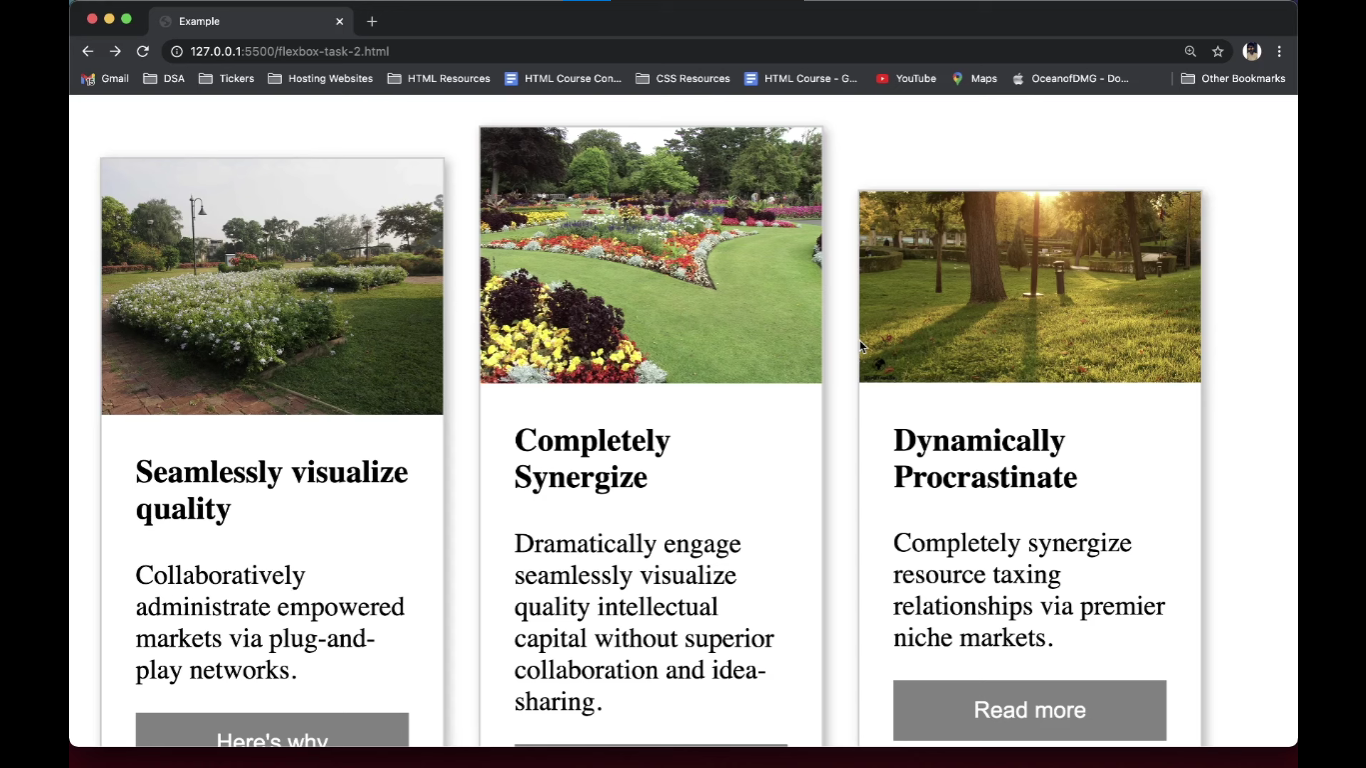 Example
127.0.0.1:5500/flexbox-task-2.html
Gmail DSA Tickers Hosting Websites HTML Resources HTML Course Con... CSS Resources HTML Course - G... YouTube Maps OceanofDMG - Do... Other Bookmarks
Seamlessly visualize
quality
Collaboratively
administrate empowered
markets via plug-and-
play networks.
Here's why
Completely
Synergize
Dramatically engage
seamlessly visualize
quality intellectual
capital without superior
collaboration and idea-
sharing.
Dynamically
Procrastinate
Completely synergize
resource taxing
relationships via premier
niche markets.
Read more